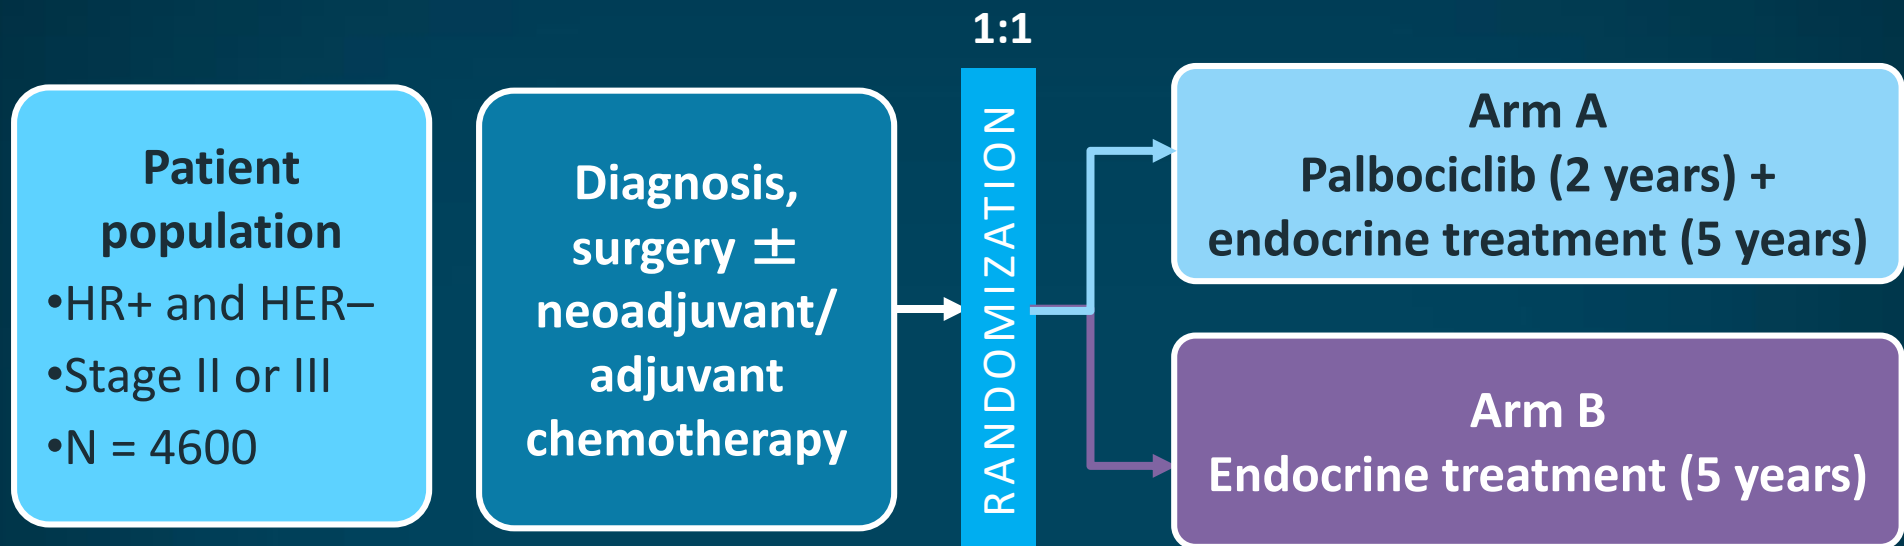 1:1
Patient
population
•HR+ and HER–
•Stage II or III
•N = 4600
Diagnosis,
surgery ±
neoadjuvant/
adjuvant
chemotherapy
RANDOMIZATION
Arm A
Palbociclib (2 years) +
endocrine treatment (5 years)
Arm B
Endocrine treatment (5 years)